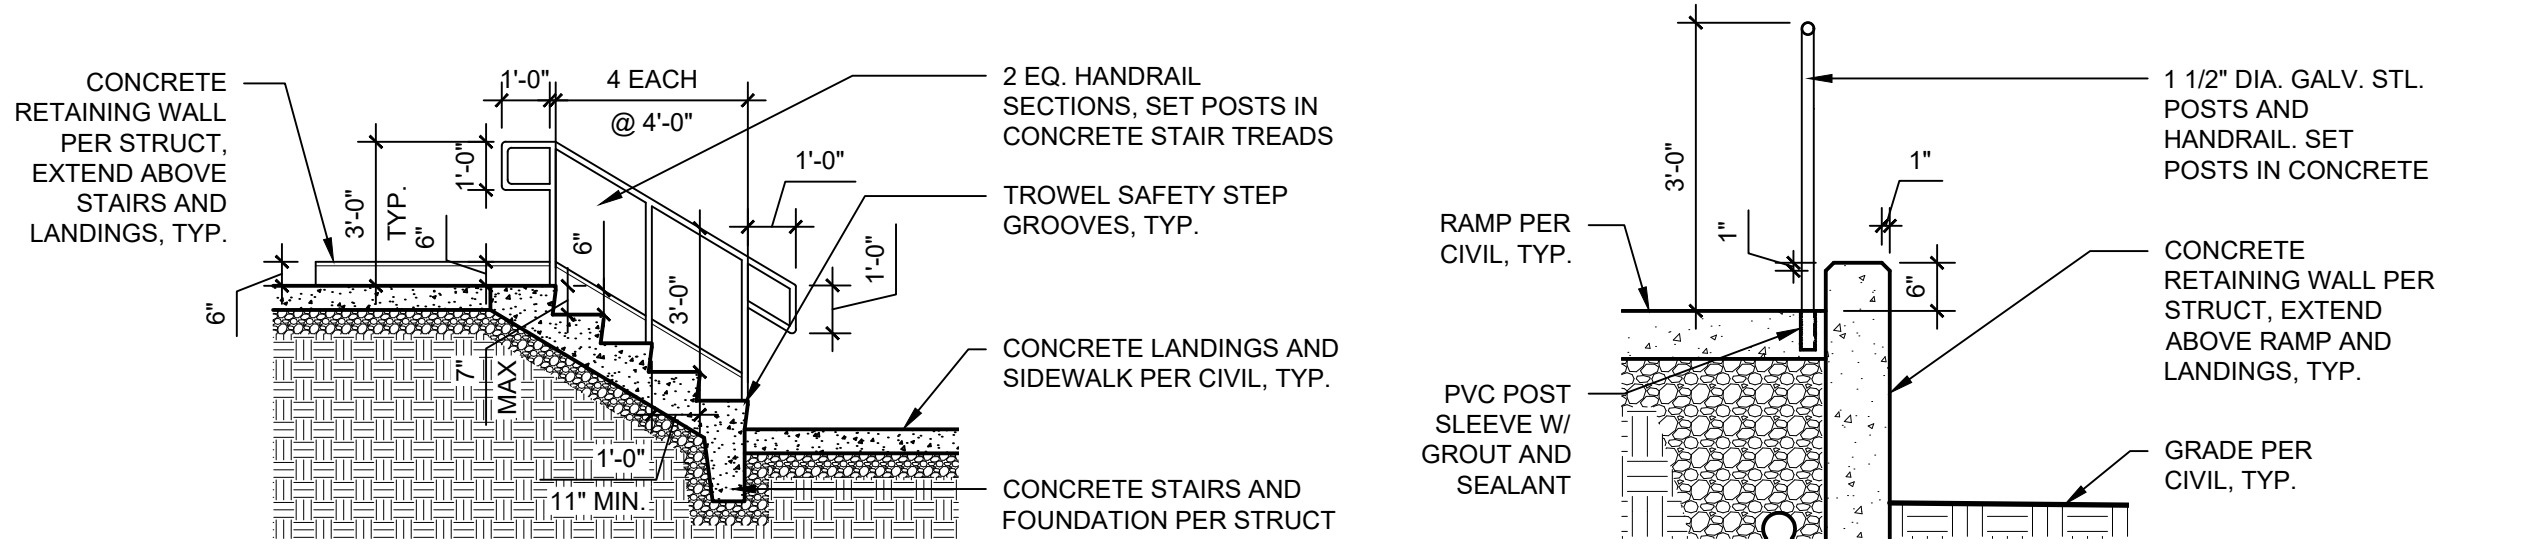 CONCRETE
RETAINING WALL
PER STRUCT,
EXTEND ABOVE
STAIRS AND
LANDINGS, TYP.
1'-0"
4 EACH
@ 4'-0"
1'-0"
3'-0"
TYP.
6"
6"
6"
3'-0"
1'-0"
1'-0"
7"
MAX
1'-0"
11" MIN.
2 EQ. HANDRAIL
SECTIONS, SET POSTS IN
CONCRETE STAIR TREADS
TROWEL SAFETY STEP
GROOVES, TYP.
CONCRETE LANDINGS AND
SIDEWALK PER CIVIL, TYP.
CONCRETE STAIRS AND
FOUNDATION PER STRUCT
RAMP PER
CIVIL, TYP.
PVC POST
SLEEVE W/
GROUT AND
SEALANT
3'-0"
1"
1"
6"
1 1/2" DIA. GALV. STL.
POSTS AND
HANDRAIL. SET
POSTS IN CONCRETE
CONCRETE
RETAINING WALL PER
STRUCT, EXTEND
ABOVE RAMP AND
LANDINGS, TYP.
GRADE PER
CIVIL, TYP.